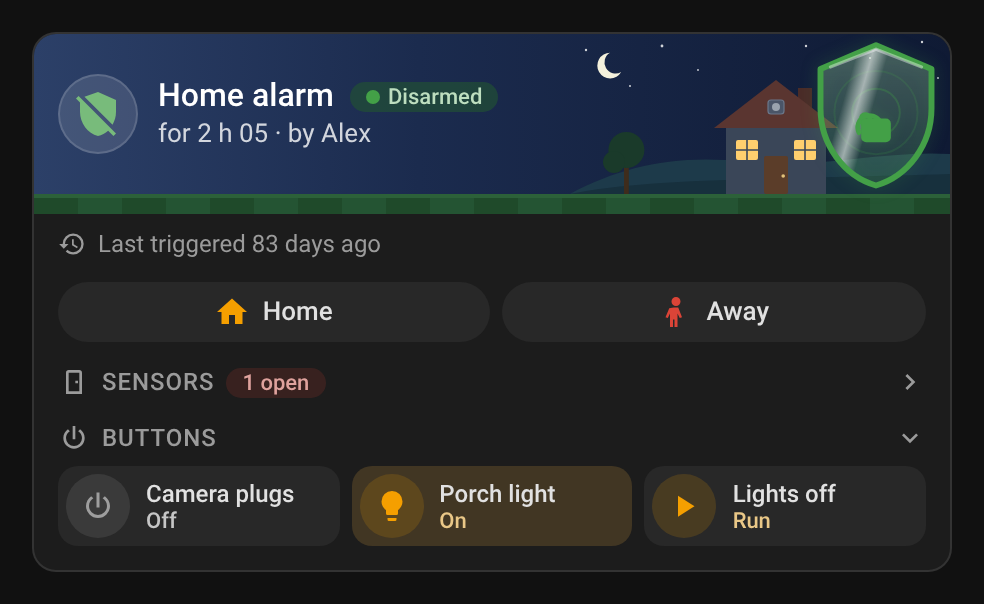 Home alarm
Disarmed
for 2 h 05 · by Alex
Last triggered 83 days ago
Home
Away
SENSORS
1 open
BUTTONS
Camera plugs
Off
Porch light
On
Lights off
Run